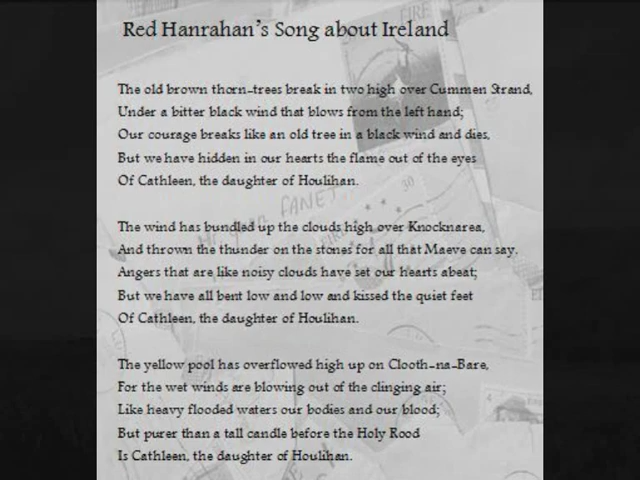 Red Hanrahan's Song about Ireland
The old brown thorn-trees break in two high over Cummen Strand,
Under a bitter black wind that blows from the left hand;
Our courage breaks like an old tree in a black wind and dies,
But we have hidden in our hearts the flame out of the eyes
Of Cathleen, the daughter of Houlihan.
The wind has bundled up the clouds high over Knocknarea,
And thrown the thunder on the stones for all that Maeve can say.
Angers that are like noisy clouds have set our hearts abeat;
But we have all bent low and low and kissed the quiet feet
Of Cathleen, the daughter of Houlihan.
The yellow pool has overflowed high up on Clooth-na-Bare,
For the wet winds are blowing out of the clinging air;
Like heavy flooded waters our bodies and our blood;
But purer than a tall candle before the Holy Rood
Is Cathleen, the daughter of Houlihan.